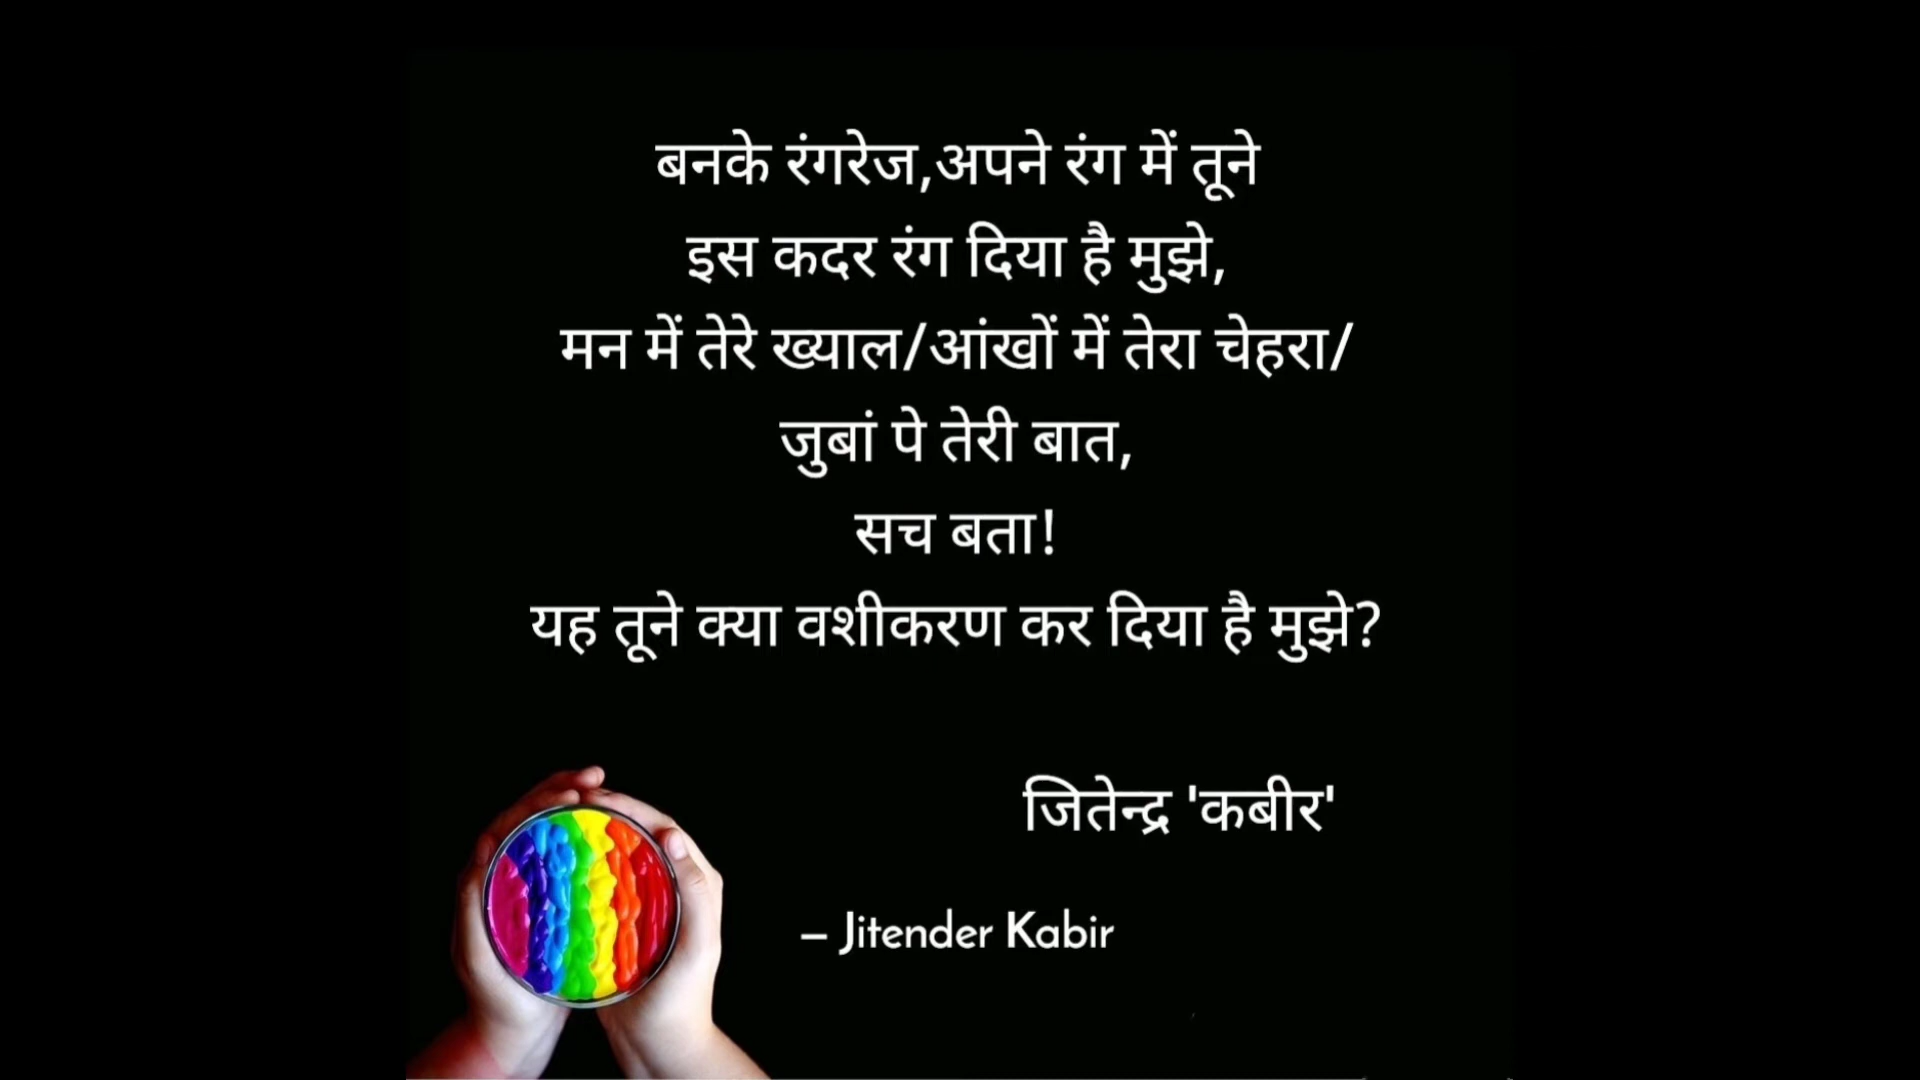 बनके रंगरेज,अपने रंग में तूने
इस कदर रंग दिया है मुझे,
मन में तेरे ख्याल/आंखों में तेरा चेहरा/
जुबां पे तेरी बात,
सच बता!
यह तूने क्या वशीकरण कर दिया है मुझे?
जितेन्द्र 'कबीर'
– Jitender Kabir